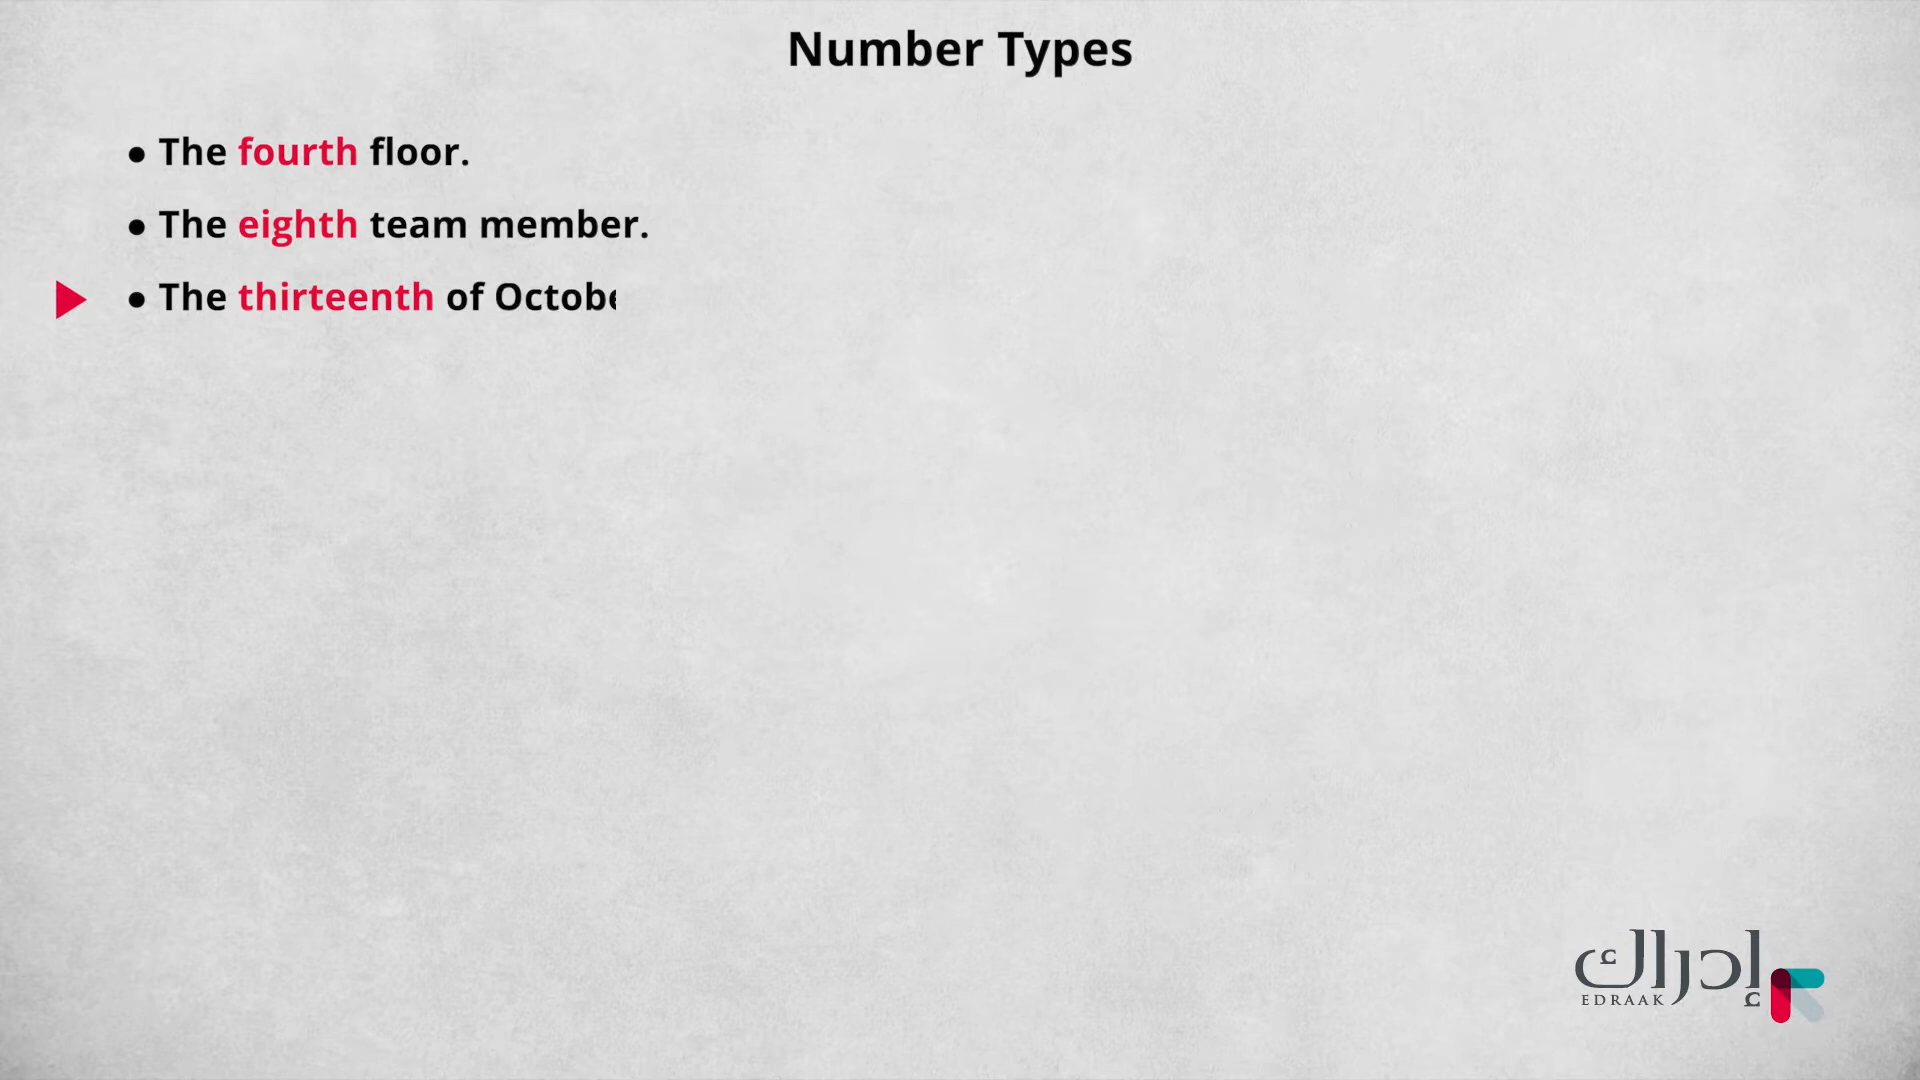 Number Types
• The fourth floor.
• The eighth team member.
• The thirteenth of Octobe
إدراك
EDRAAK